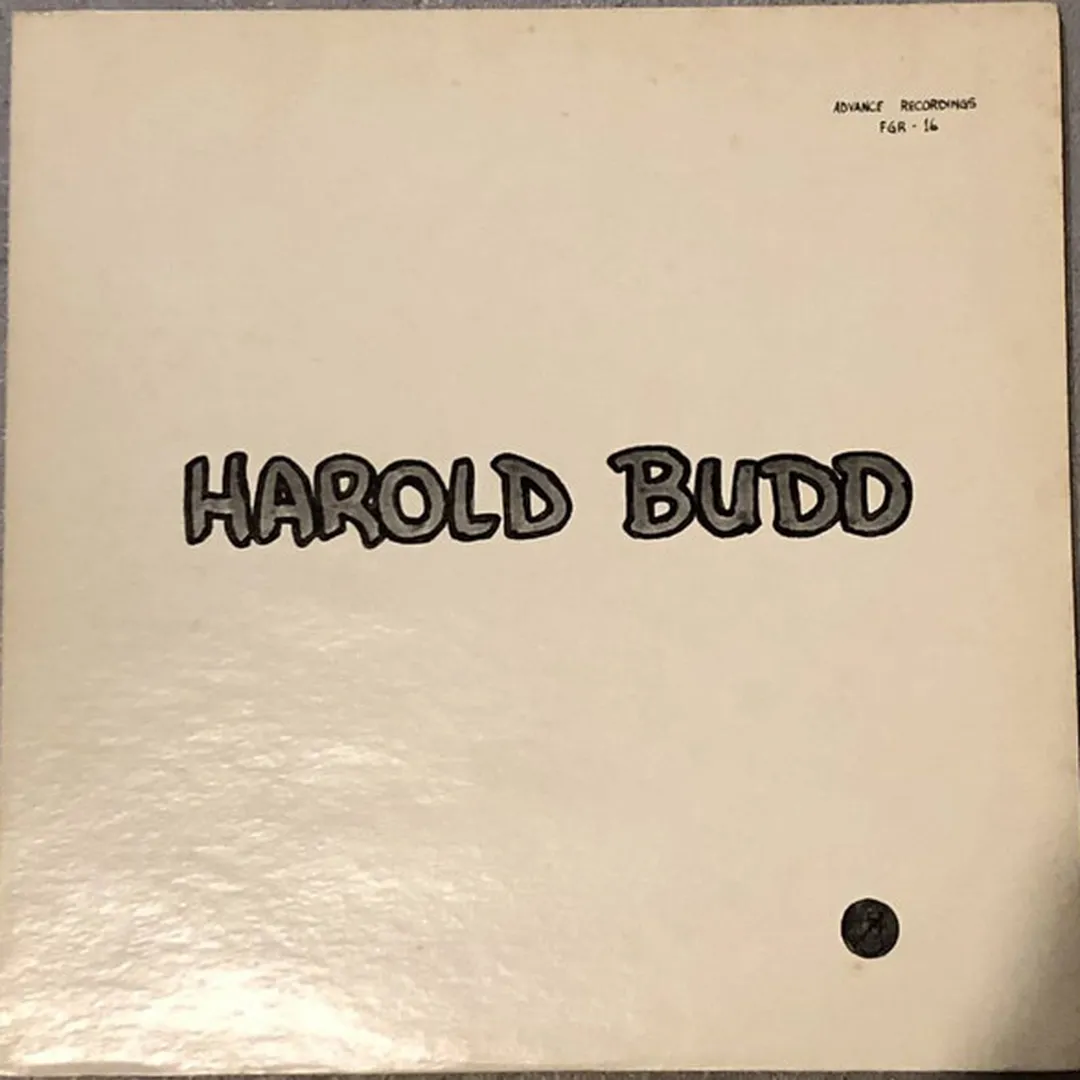 ADVANCE RECORDINGS
FGR - 16
HAROLD BUDD